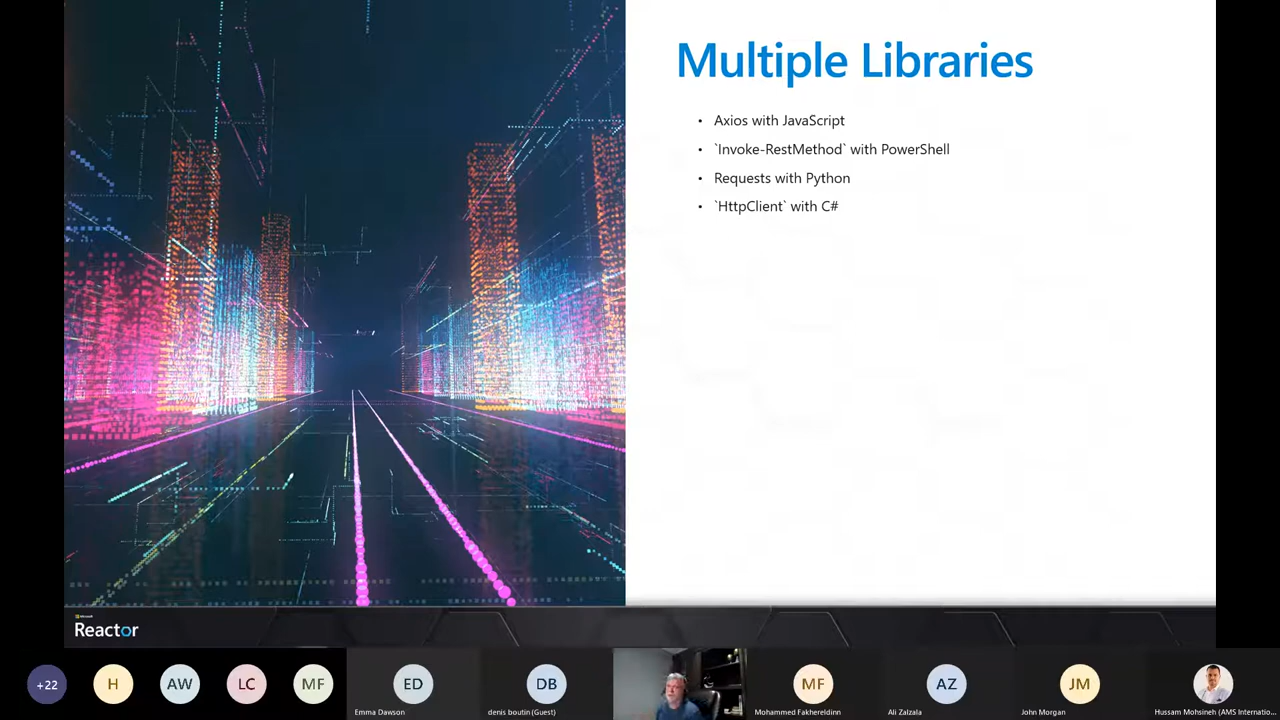 Multiple Libraries
• Axios with JavaScript
• `Invoke-RestMethod` with PowerShell
• Requests with Python
• `HttpClient` with C#
Microsoft
Reactor
+22
H
AW
LC
MF
ED
DB
MF
AZ
JM
Emma Dawson
denis boutin (Guest)
Mohammed Fakhereldinn
Ali Zalzala
John Morgan
Hussam Mohsineh (AMS Internatio...